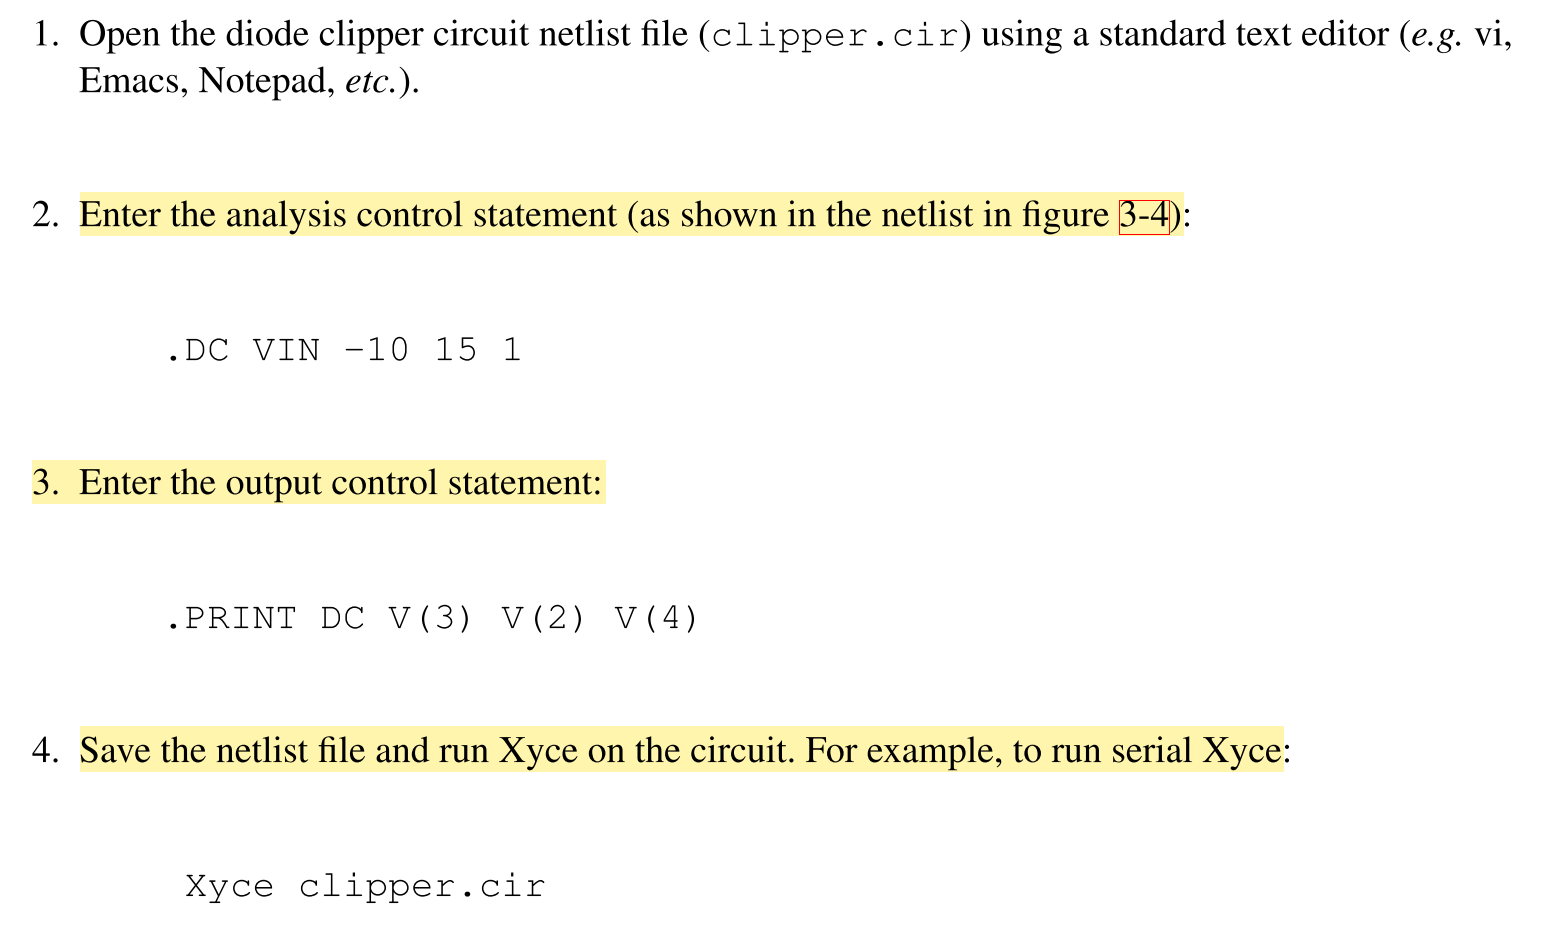 1. Open the diode clipper circuit netlist file (clipper.cir) using a standard text editor (e.g. vi,
Emacs, Notepad, etc.).
2. Enter the analysis control statement (as shown in the netlist in figure 3-4):
.DC VIN -10 15 1
3. Enter the output control statement:
.PRINT DC V(3) V(2) V(4)
4. Save the netlist file and run Xyce on the circuit. For example, to run serial Xyce:
Xyce clipper.cir